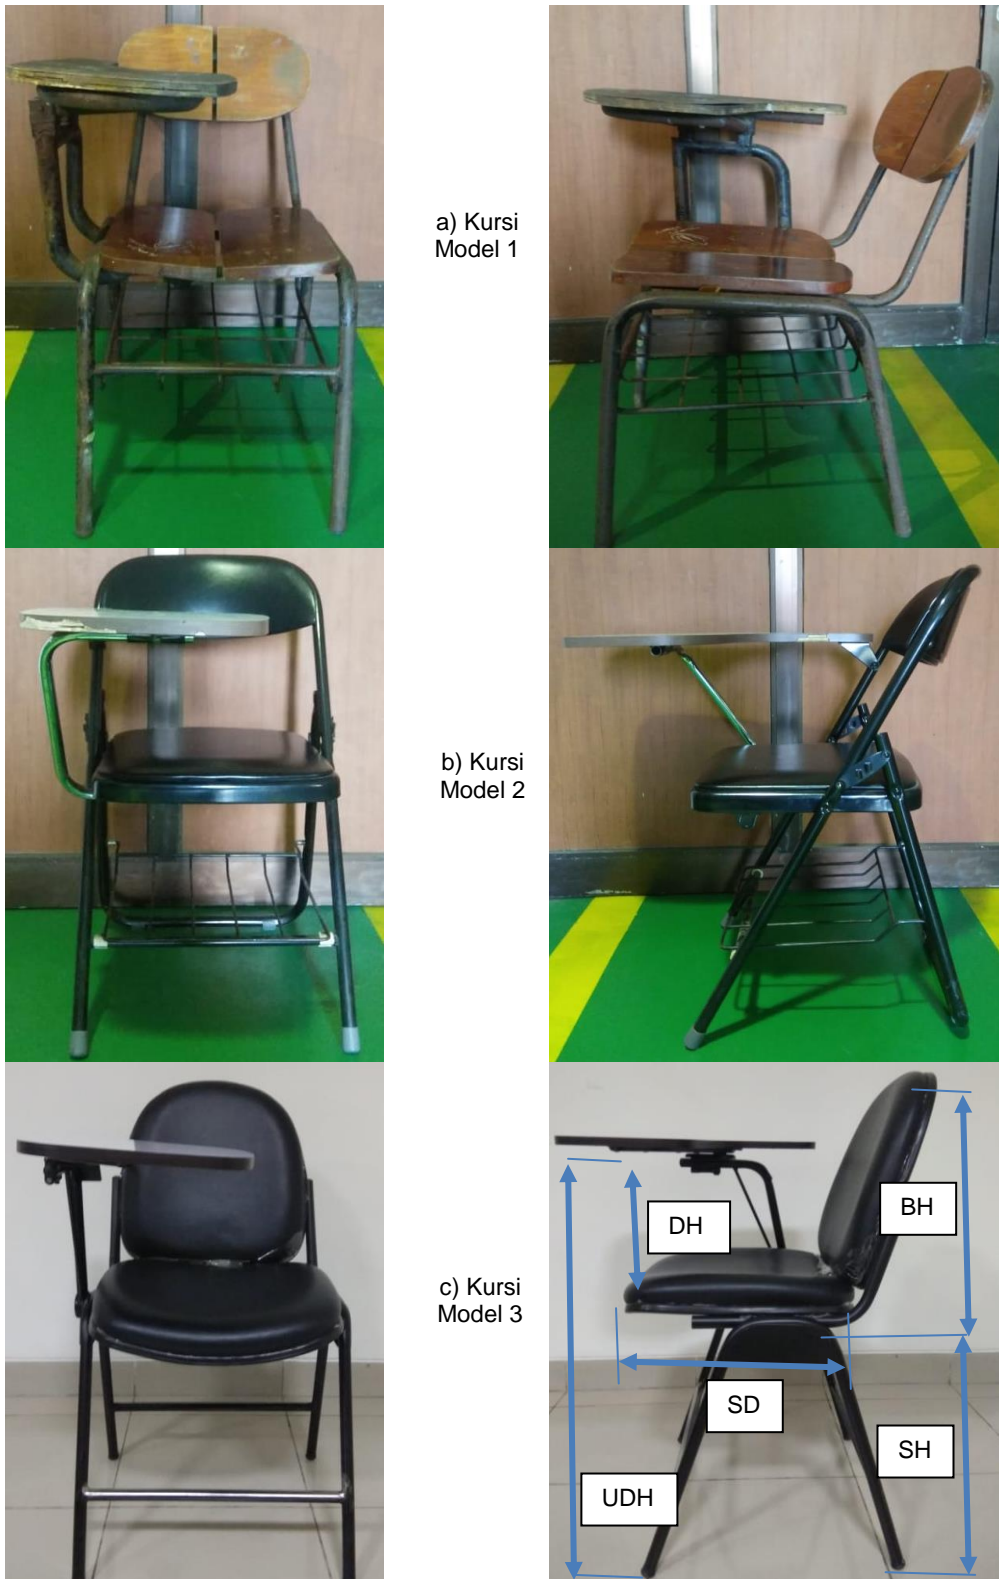 a) Kursi
Model 1
b) Kursi
Model 2
c) Kursi
Model 3
DH
BH
SD
SH
UDH